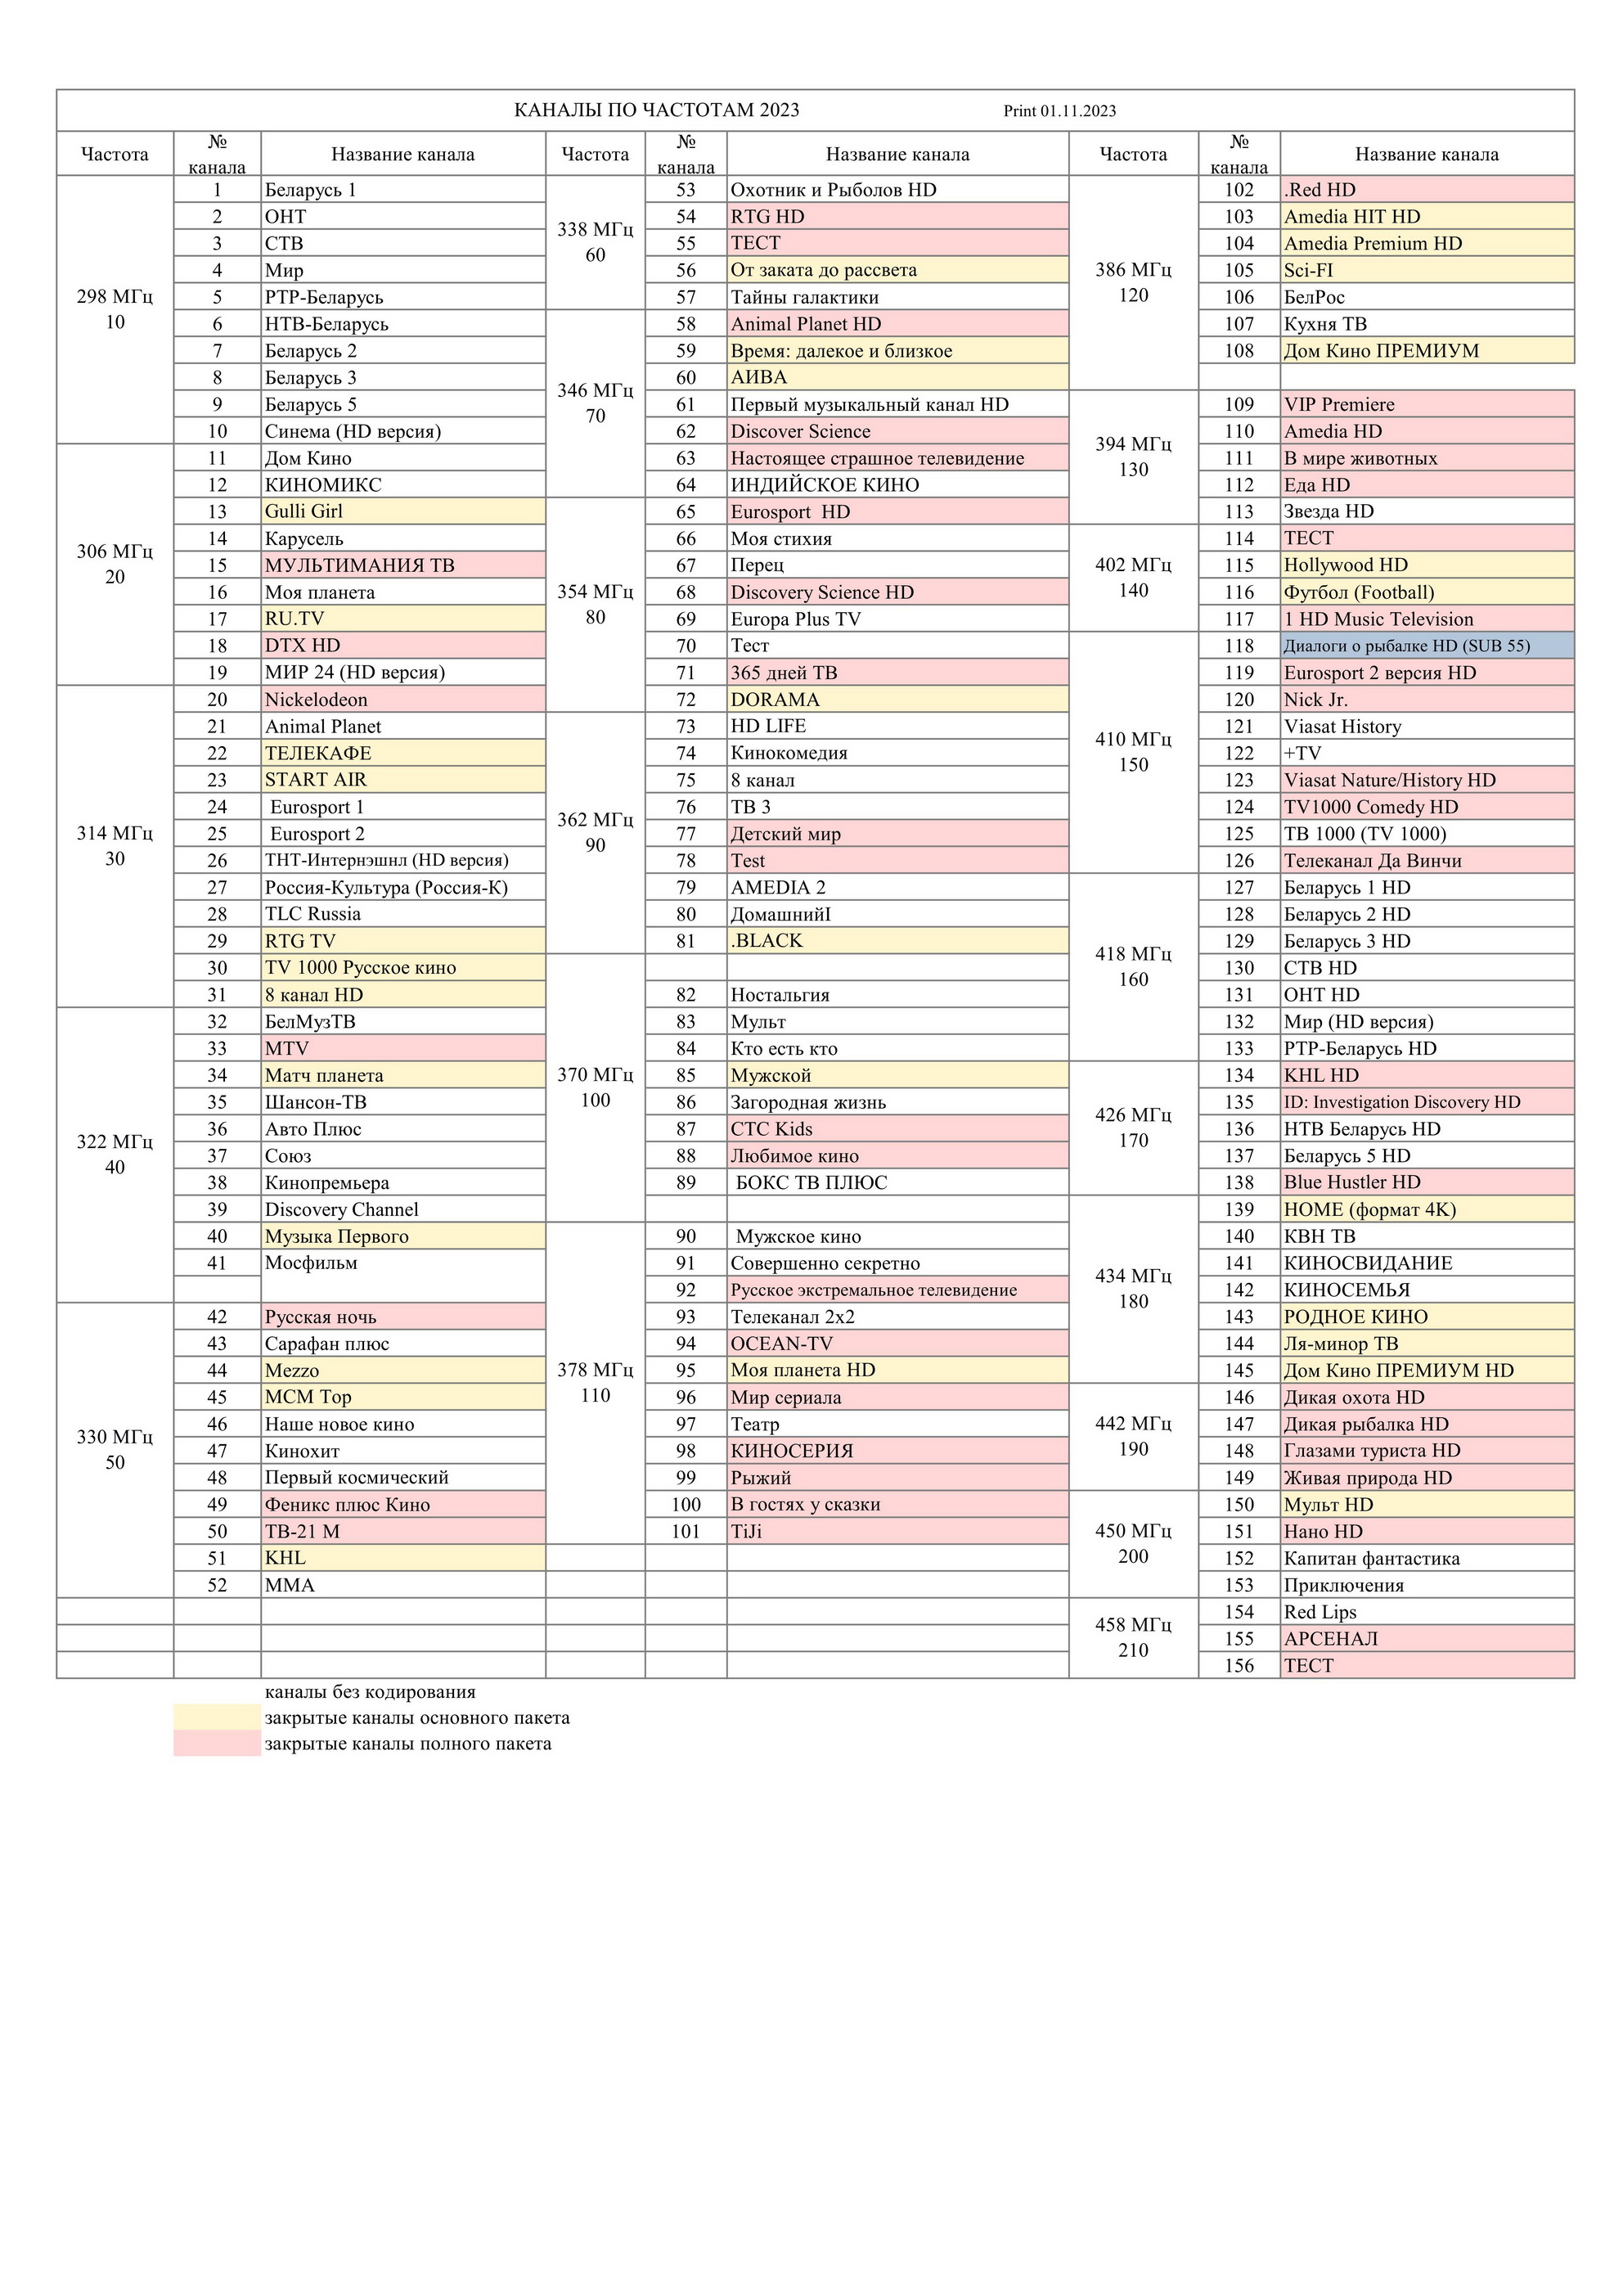 КАНАЛЫ ПО ЧАСТОТАМ 2023 Print 01.11.2023
Частота № канала Название канала Частота № канала Название канала Частота № канала Название канала
1 Беларусь 1 53 Охотник и Рыболов HD 102 .Red HD
2 ОНТ 54 RTG HD 103 Amedia HIT HD
338 МГц
3 СТВ 55 ТЕСТ 104 Amedia Premium HD
60
4 Мир 56 От заката до рассвета 386 МГц 105 Sci-FI
298 МГц 5 РТР-Беларусь 57 Тайны галактики 120 106 БелРос
10 6 НТВ-Беларусь 58 Animal Planet HD 107 Кухня ТВ
7 Беларусь 2 59 Время: далекое и близкое 108 Дом Кино ПРЕМИУМ
8 Беларусь 3 346 МГц 60 АИВА
9 Беларусь 5 70 61 Первый музыкальный канал HD 109 VIP Premiere
10 Синема (HD версия) 62 Discover Science 394 МГц 110 Amedia HD
11 Дом Кино 63 Настоящее страшное телевидение 130 111 В мире животных
12 КИНОМИКС 64 ИНДИЙСКОЕ КИНО 112 Еда HD
13 Gulli Girl 65 Eurosport HD 113 Звезда HD
306 МГц 14 Карусель 66 Моя стихия 114 ТЕСТ
20 15 МУЛЬТИМАНИЯ ТВ 67 Перец 402 МГц 115 Hollywood HD
16 Моя планета 354 МГц 68 Discovery Science HD 140 116 Футбол (Football)
17 RU.TV 80 69 Europa Plus TV 117 1 HD Music Television
18 DTX HD 70 Тест 118 Диалоги о рыбалке HD (SUB 55)
19 МИР 24 (HD версия) 71 365 дней ТВ 119 Eurosport 2 версия HD
20 Nickelodeon 72 DORAMA 120 Nick Jr.
21 Animal Planet 73 HD LIFE 410 МГц 121 Viasat History
22 ТЕЛЕКАФЕ 74 Кинокомедия 150 122 +TV
23 START AIR 75 8 канал 123 Viasat Nature/History HD
24 Eurosport 1 362 МГц 76 ТВ 3 124 TV1000 Comedy HD
314 МГц 25 Eurosport 2 90 77 Детский мир 125 ТВ 1000 (TV 1000)
30 26 ТНТ-Интернэшнл (HD версия) 78 Test 126 Телеканал Да Винчи
27 Россия-Культура (Россия-К) 79 AMEDIA 2 127 Беларусь 1 HD
28 TLC Russia 80 ДомашнийI 128 Беларусь 2 HD
29 RTG TV 81 .BLACK 129 Беларусь 3 HD
30 TV 1000 Русское кино 418 МГц 130 СТВ HD
31 8 канал HD 82 Ностальгия 160 131 ОНТ HD
32 БелМузТВ 83 Мульт 132 Мир (HD версия)
33 MTV 84 Кто есть кто 133 РТР-Беларусь HD
34 Матч планета 370 МГц 85 Мужской 134 KHL HD
35 Шансон-ТВ 100 86 Загородная жизнь 426 МГц 135 ID: Investigation Discovery HD
322 МГц 36 Авто Плюс 87 СТС Kids 170 136 НТВ Беларусь HD
40 37 Союз 88 Любимое кино 137 Беларусь 5 HD
38 Кинопремьера 89 БОКС ТВ ПЛЮС 138 Blue Hustler HD
39 Discovery Channel 139 HOME (формат 4K)
40 Музыка Первого 90 Мужское кино 140 КВН ТВ
41 Мосфильм 91 Совершенно секретно 434 МГц 141 КИНОСВИДАНИЕ
92 Русское экстремальное телевидение 180 142 КИНОСЕМЬЯ
42 Русская ночь 93 Телеканал 2x2 143 РОДНОЕ КИНО
43 Сарафан плюс 94 OCEAN-TV 144 Ля-минор ТВ
44 Mezzo 378 МГц 95 Моя планета HD 145 Дом Кино ПРЕМИУМ HD
45 MCM Top 110 96 Мир сериала 146 Дикая охота HD
330 МГц 46 Наше новое кино 97 Театр 442 МГц 147 Дикая рыбалка HD
50 47 Кинохит 98 КИНОСЕРИЯ 190 148 Глазами туриста HD
48 Первый космический 99 Рыжий 149 Живая природа HD
49 Феникс плюс Кино 100 В гостях у сказки 150 Мульт HD
50 ТВ-21 М 101 TiJi 450 МГц 151 Нано HD
51 KHL 200 152 Капитан фантастика
52 ММА 153 Приключения
458 МГц 154 Red Lips
210 155 АРСЕНАЛ
156 ТЕСТ
каналы без кодирования
закрытые каналы основного пакета
закрытые каналы полного пакета